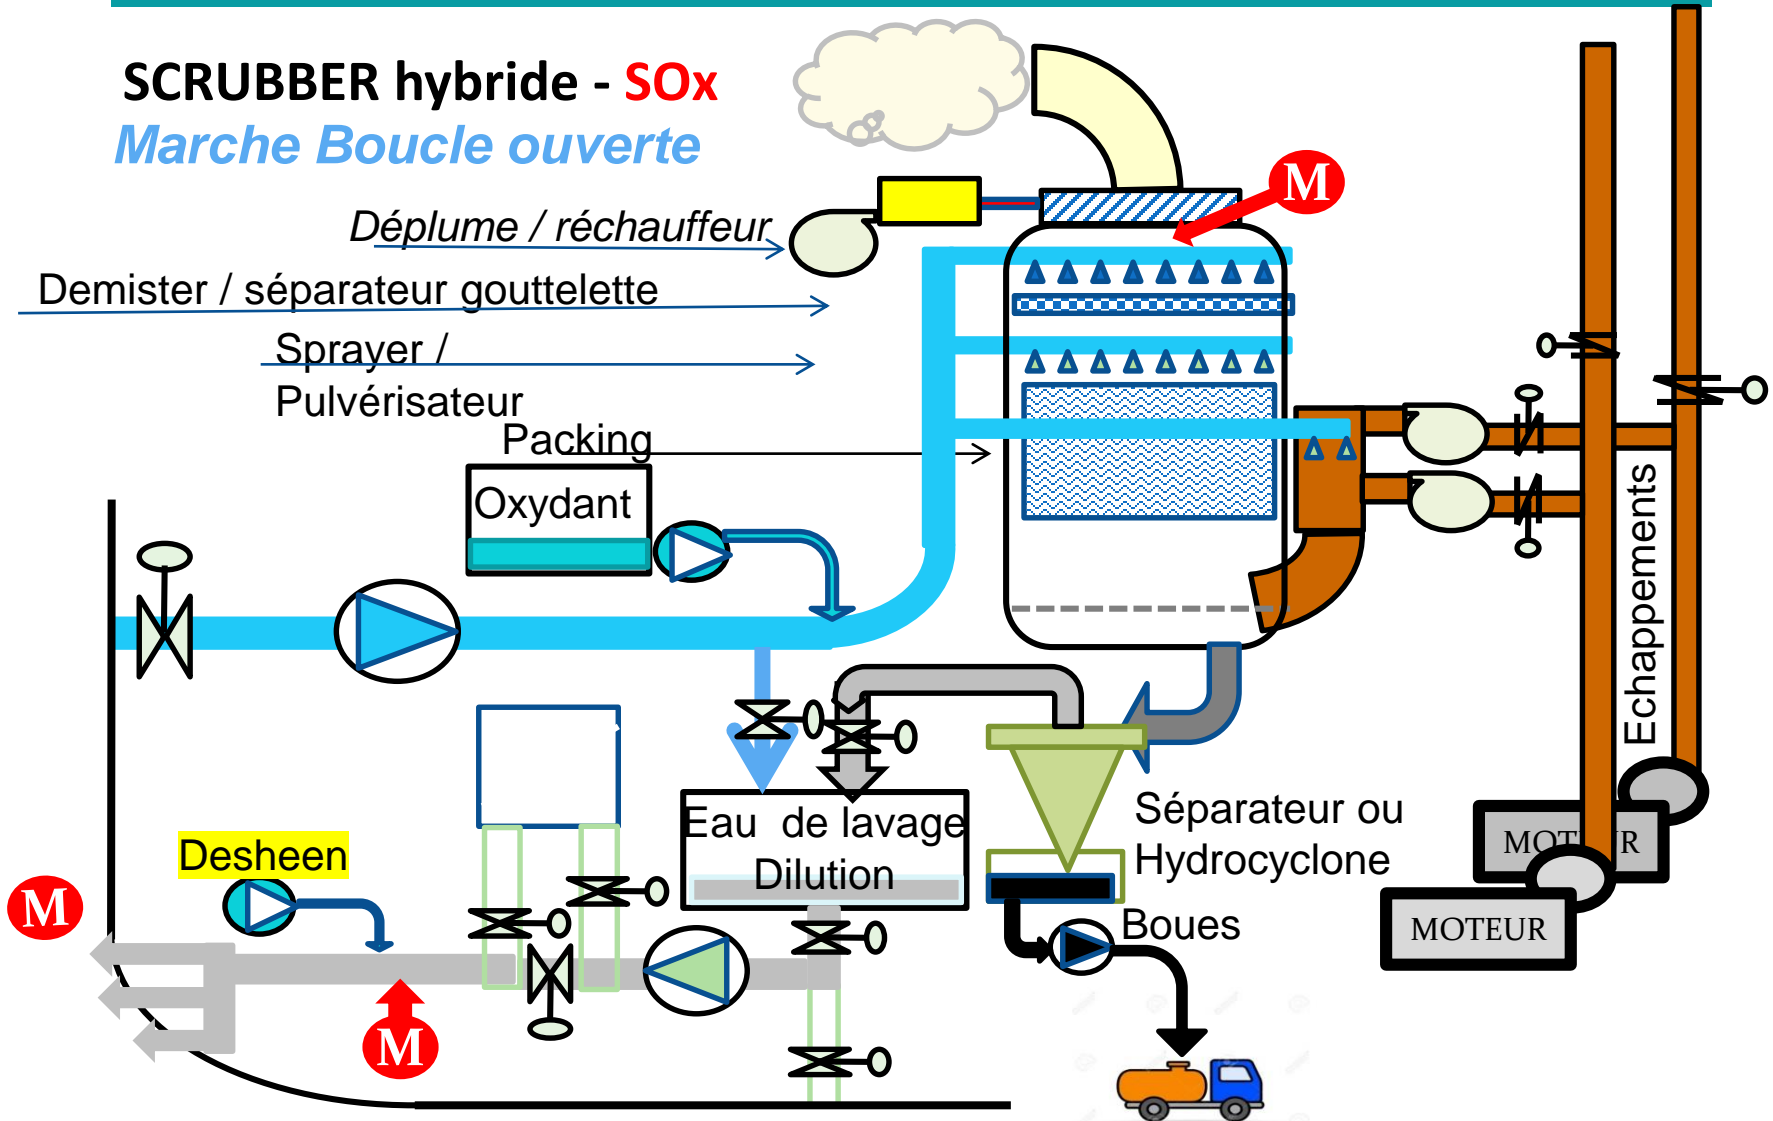 SCRUBBER hybride - SOx
Marche Boucle ouverte
M
Déplume / réchauffeur
Demister / séparateur gouttelette
Sprayer /
Pulvérisateur
Packing
Oxydant
Echappements
Eau de lavage
Dilution
Séparateur ou
Hydrocyclone
Desheen
MOTEUR
M
Boues
MOTEUR
M